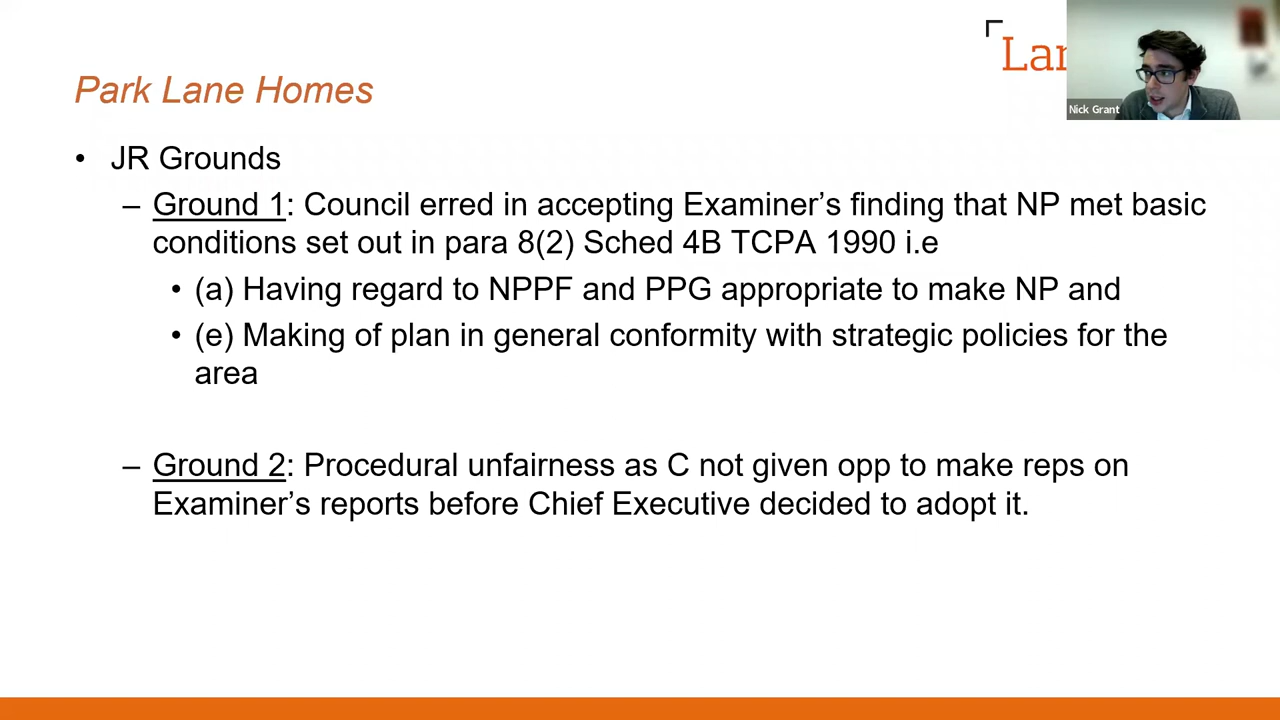 Lan
Nick Grant
Park Lane Homes
• JR Grounds
– Ground 1: Council erred in accepting Examiner’s finding that NP met basic
conditions set out in para 8(2) Sched 4B TCPA 1990 i.e
• (a) Having regard to NPPF and PPG appropriate to make NP and
• (e) Making of plan in general conformity with strategic policies for the
area
– Ground 2: Procedural unfairness as C not given opp to make reps on
Examiner’s reports before Chief Executive decided to adopt it.